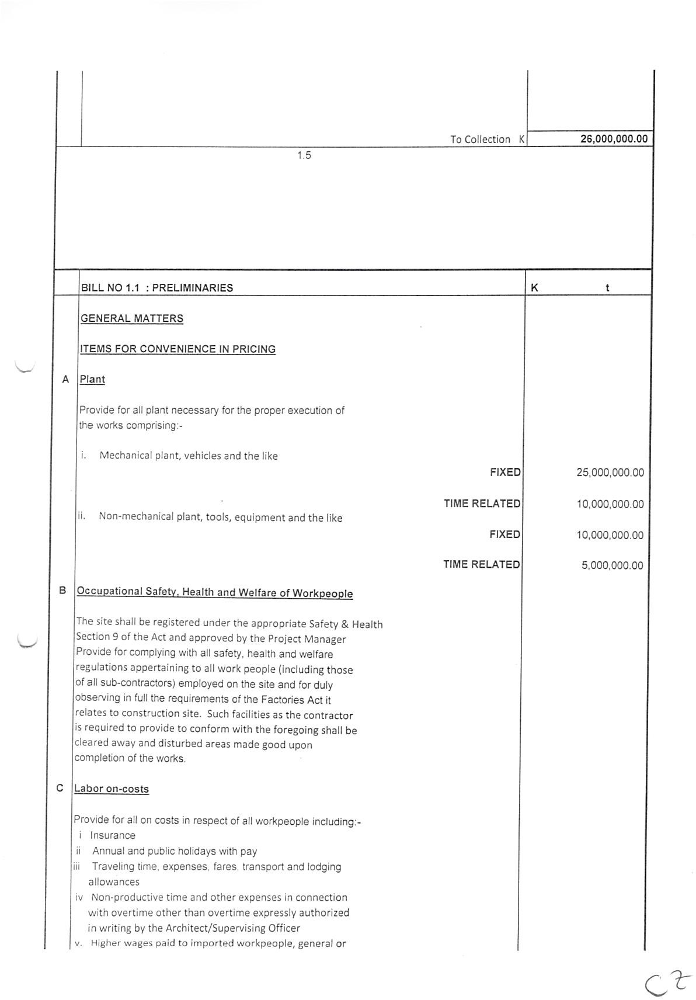 To Collection K 26,000,000.00
1.5
BILL NO 1.1 : PRELIMINARIES K t
GENERAL MATTERS
ITEMS FOR CONVENIENCE IN PRICING
A Plant
Provide for all plant necessary for the proper execution of
the works comprising:-
i. Mechanical plant, vehicles and the like
FIXED 25,000,000.00
TIME RELATED 10,000,000.00
ii. Non-mechanical plant, tools, equipment and the like
FIXED 10,000,000.00
TIME RELATED 5,000,000.00
B Occupational Safety, Health and Welfare of Workpeople
The site shall be registered under the appropriate Safety & Health
Section 9 of the Act and approved by the Project Manager
Provide for complying with all safety, health and welfare
regulations appertaining to all work people (including those
of all sub-contractors) employed on the site and for duly
observing in full the requirements of the Factories Act it
relates to construction site. Such facilities as the contractor
is required to provide to conform with the foregoing shall be
cleared away and disturbed areas made good upon
completion of the works.
C Labor on-costs
Provide for all on costs in respect of all workpeople including:-
i Insurance
ii Annual and public holidays with pay
iii Traveling time, expenses, fares, transport and lodging
allowances
iv Non-productive time and other expenses in connection
with overtime other than overtime expressly authorized
in writing by the Architect/Supervising Officer
v. Higher wages paid to imported workpeople, general or